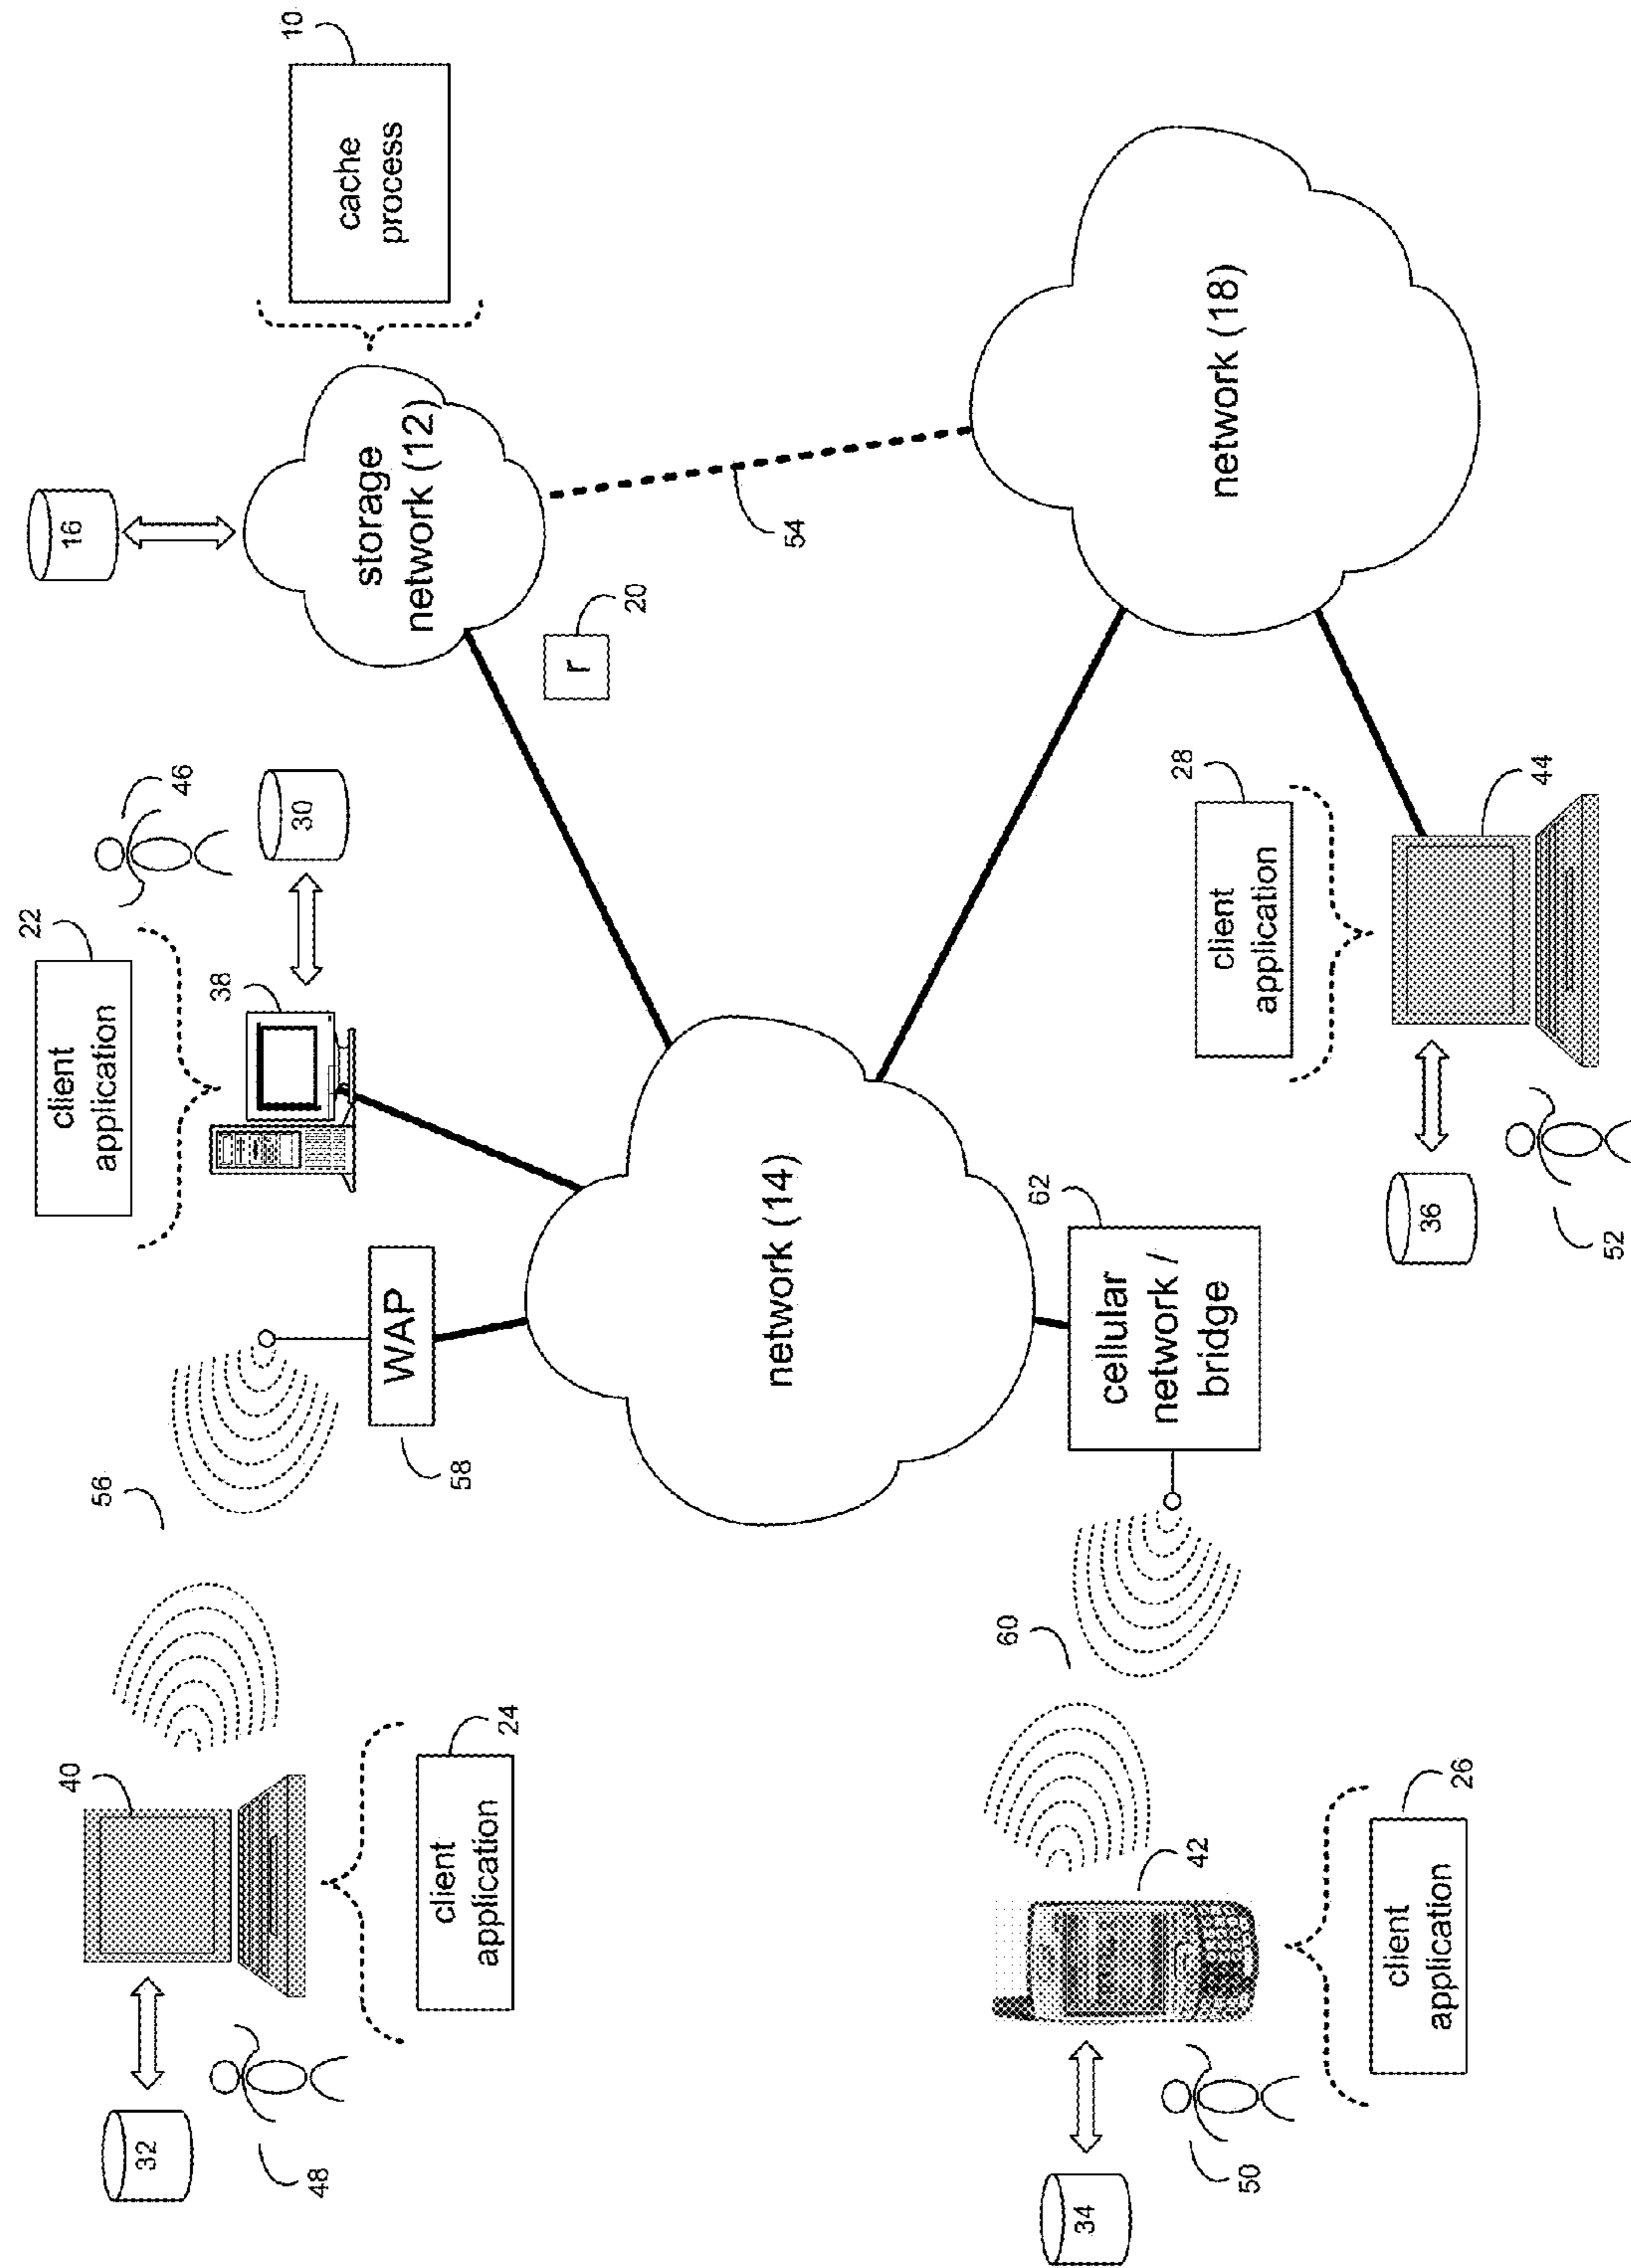 32
40
48
client
application
24
56
58
WAP
client
application
22
38
46
30
16
storage
network (12)
cache
process
10
r
20
54
network (14)
34
42
50
client
application
26
60
cellular
network /
bridge
62
36
52
client
application
28
44
network (18)